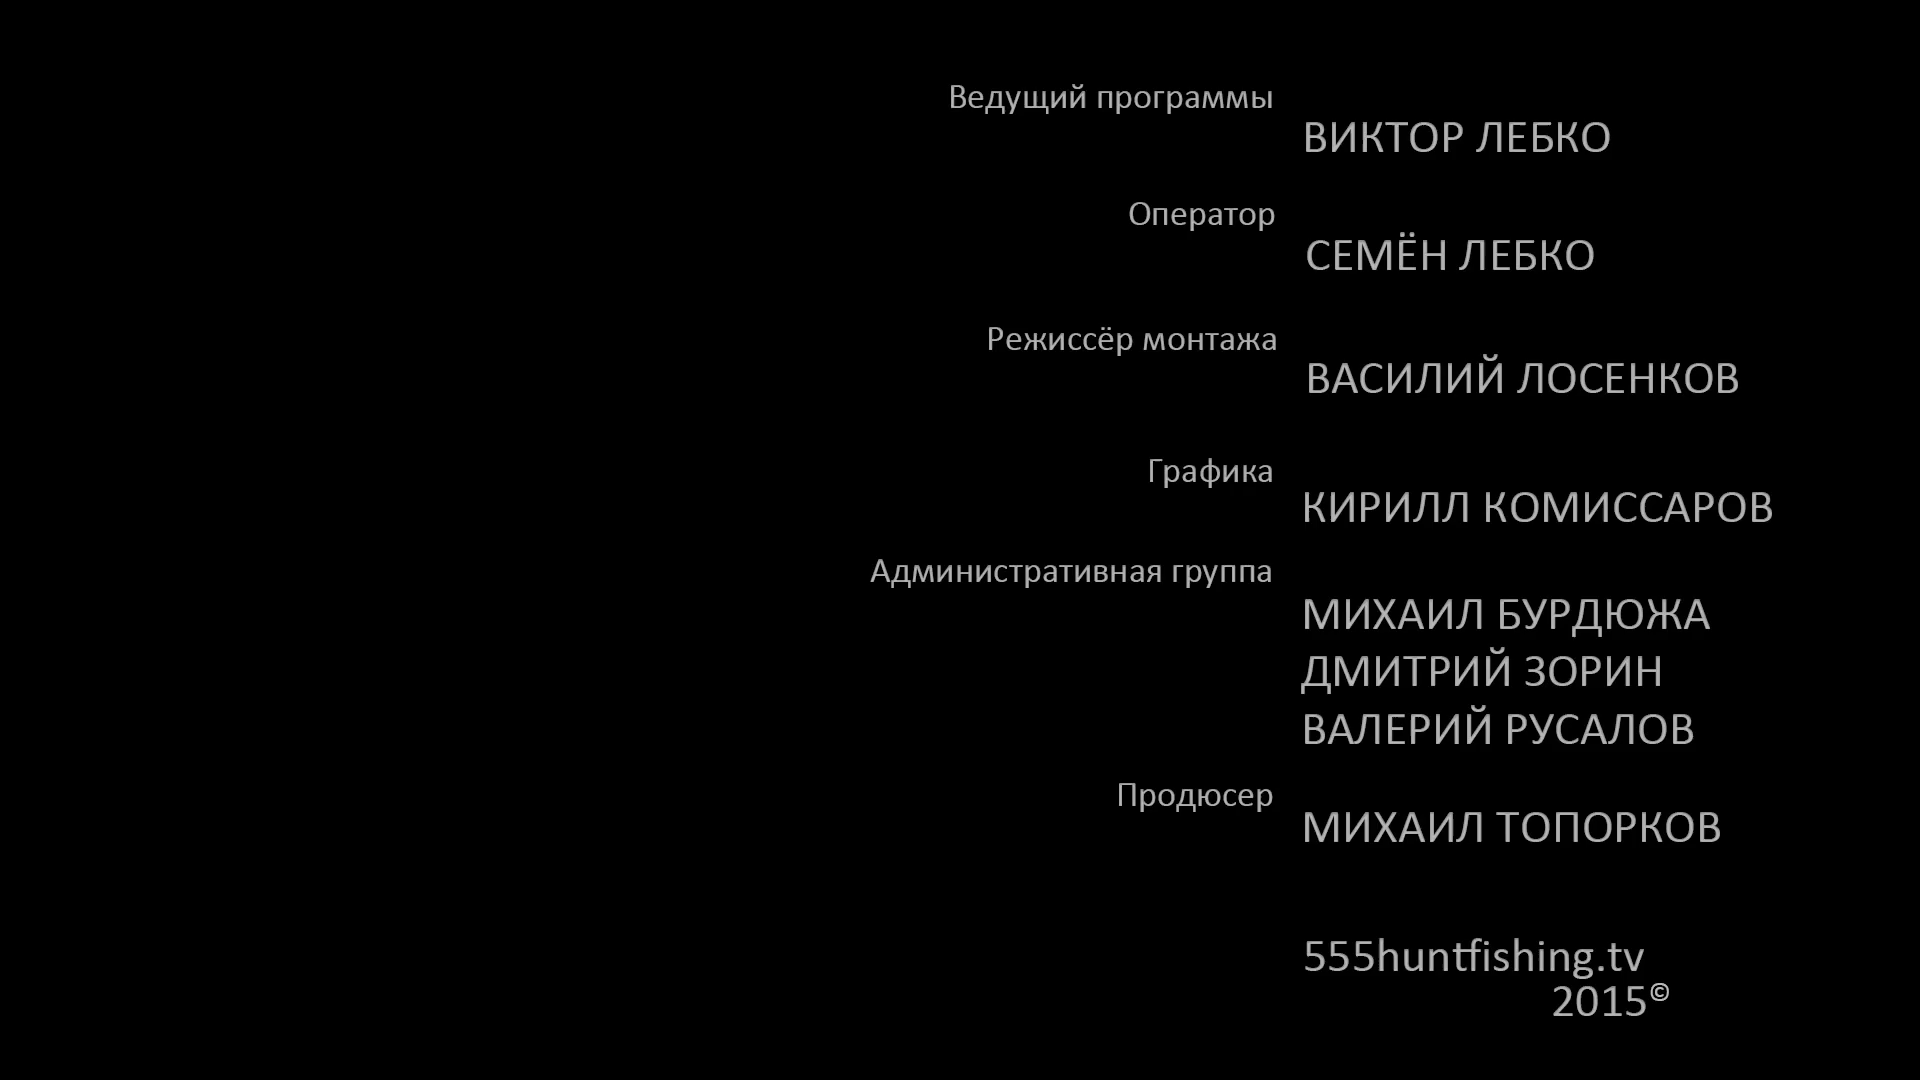 Ведущий программы
ВИКТОР ЛЕБКО
Оператор
СЕМЁН ЛЕБКО
Режиссёр монтажа
ВАСИЛИЙ ЛОСЕНКОВ
Графика
КИРИЛЛ КОМИССАРОВ
Административная группа
МИХАИЛ БУРДЮЖА
ДМИТРИЙ ЗОРИН
ВАЛЕРИЙ РУСАЛОВ
Продюсер
МИХАИЛ ТОПОРКОВ
555huntfishing.tv
2015©